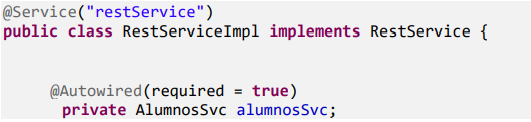 @Service("restService")
public class RestServiceImpl implements RestService {
@Autowired(required = true)
private AlumnosSvc alumnosSvc;